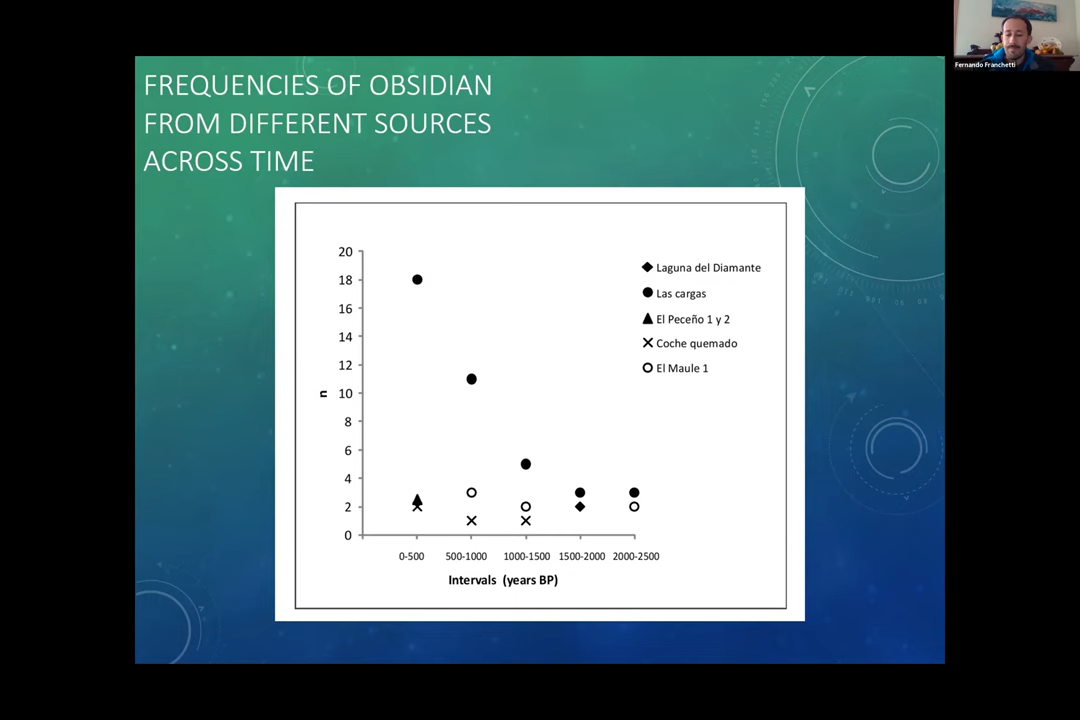 Fernando Franchetti
FREQUENCIES OF OBSIDIAN
FROM DIFFERENT SOURCES
ACROSS TIME
20
18
16
14
12
10
8
6
4
2
0
n
0-500 500-1000 1000-1500 1500-2000 2000-2500
Intervals (years BP)
Laguna del Diamante
Las cargas
El Peceño 1 y 2
Coche quemado
El Maule 1